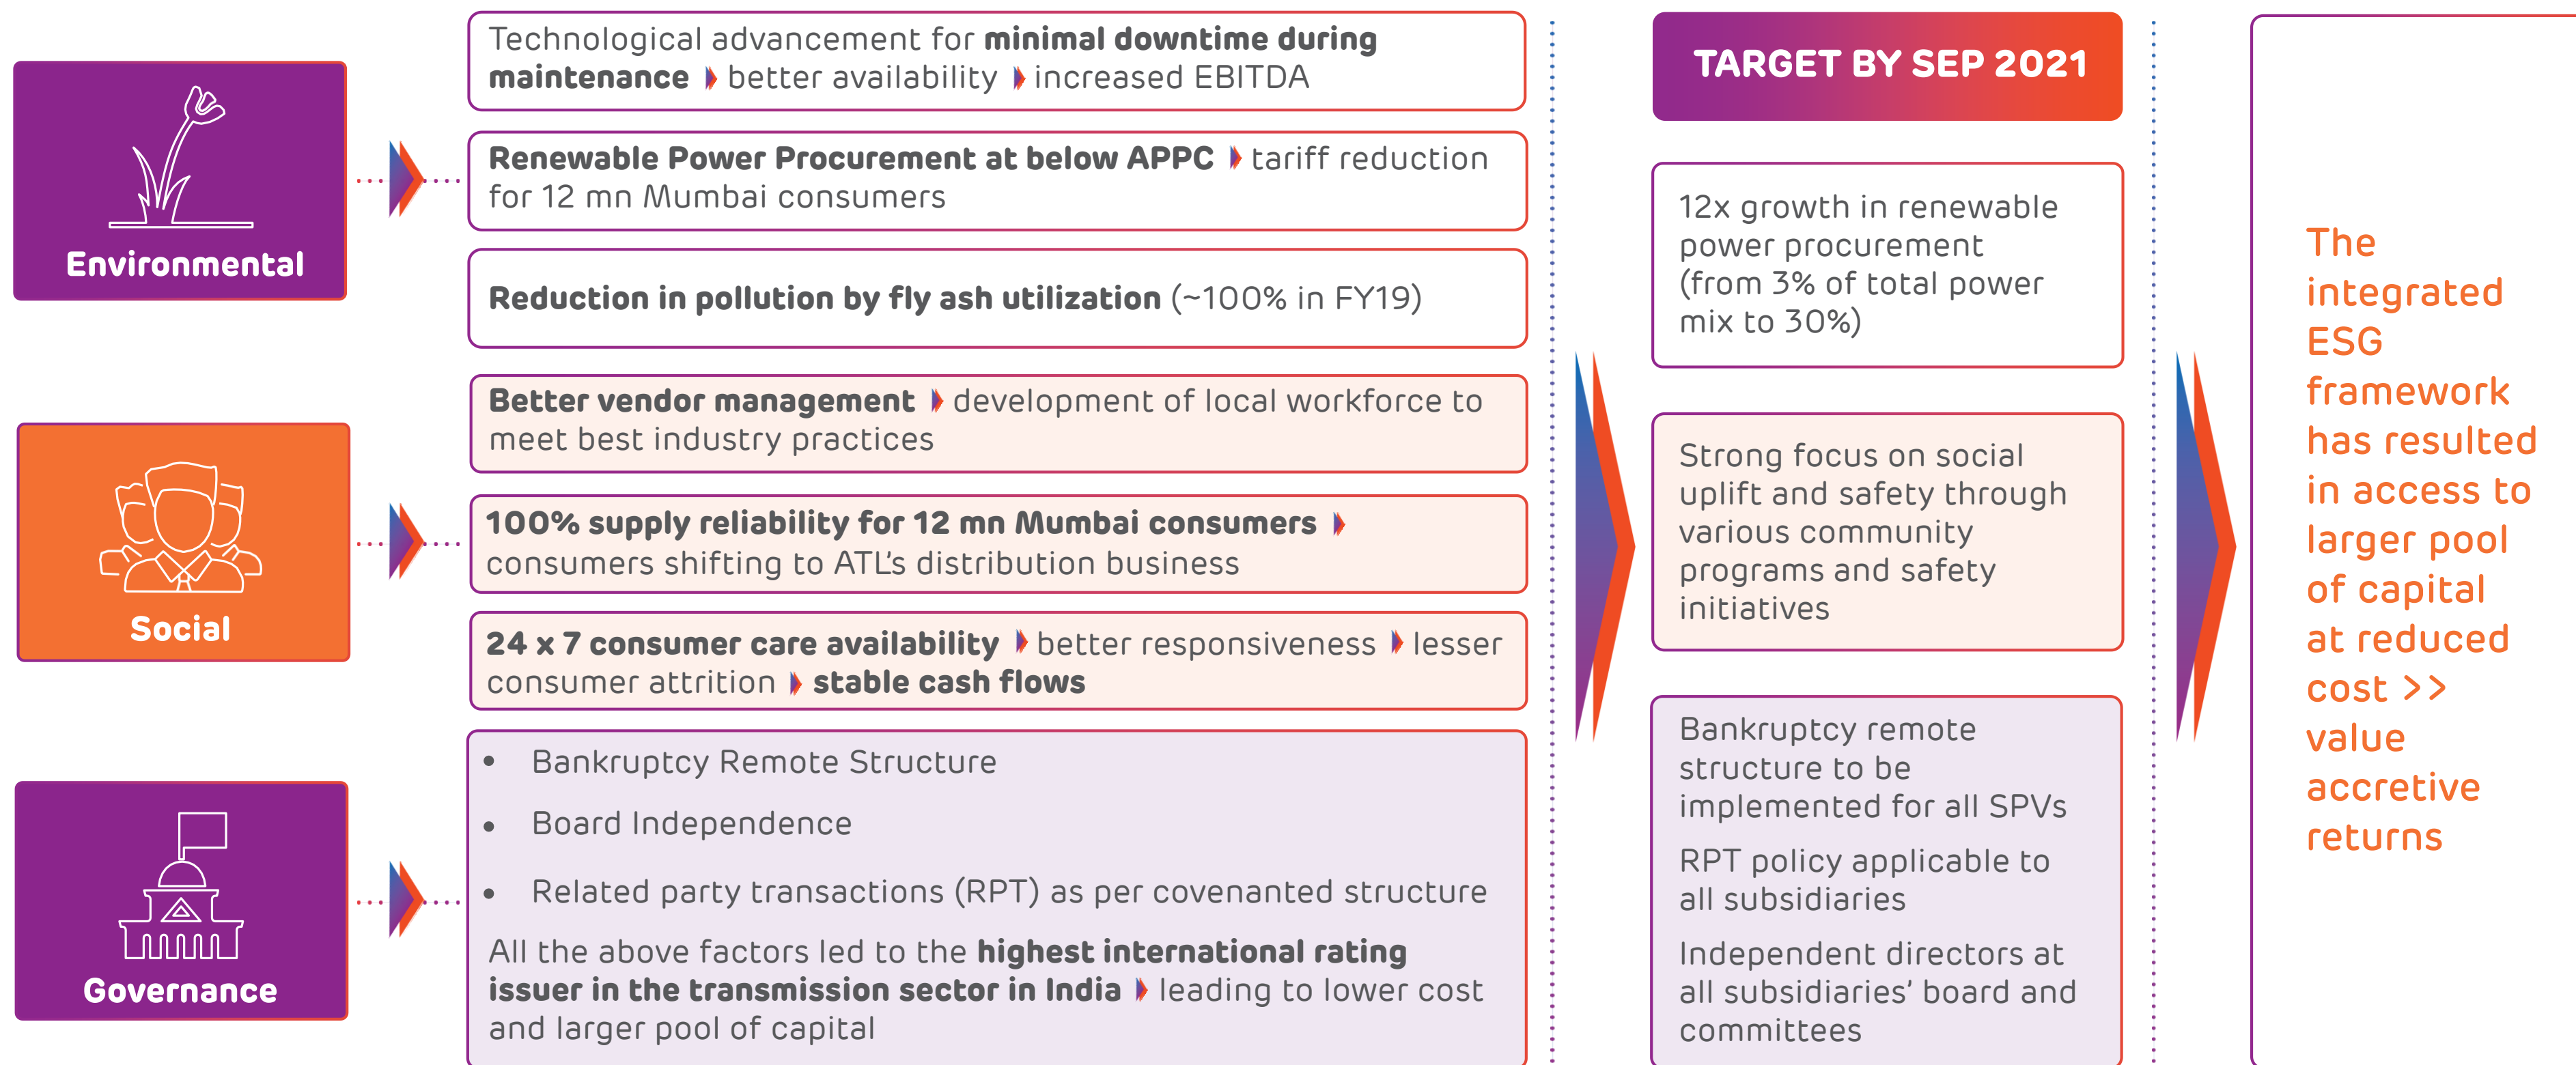 Environmental
Technological advancement for minimal downtime during
maintenance better availability increased EBITDA
Renewable Power Procurement at below APPC tariff reduction
for 12 mn Mumbai consumers
Reduction in pollution by fly ash utilization (~100% in FY19)
Social
Better vendor management development of local workforce to
meet best industry practices
100% supply reliability for 12 mn Mumbai consumers
consumers shifting to ATL's distribution business
24 x 7 consumer care availability better responsiveness lesser
consumer attrition stable cash flows
Governance
• Bankruptcy Remote Structure
• Board Independence
• Related party transactions (RPT) as per covenanted structure
All the above factors led to the highest international rating
issuer in the transmission sector in India leading to lower cost
and larger pool of capital
TARGET BY SEP 2021
12x growth in renewable
power procurement
(from 3% of total power
mix to 30%)
Strong focus on social
uplift and safety through
various community
programs and safety
initiatives
Bankruptcy remote
structure to be
implemented for all SPVs
RPT policy applicable to
all subsidiaries
Independent directors at
all subsidiaries' board and
committees
The
integrated
ESG
framework
has resulted
in access to
larger pool
of capital
at reduced
cost >>
value
accretive
returns